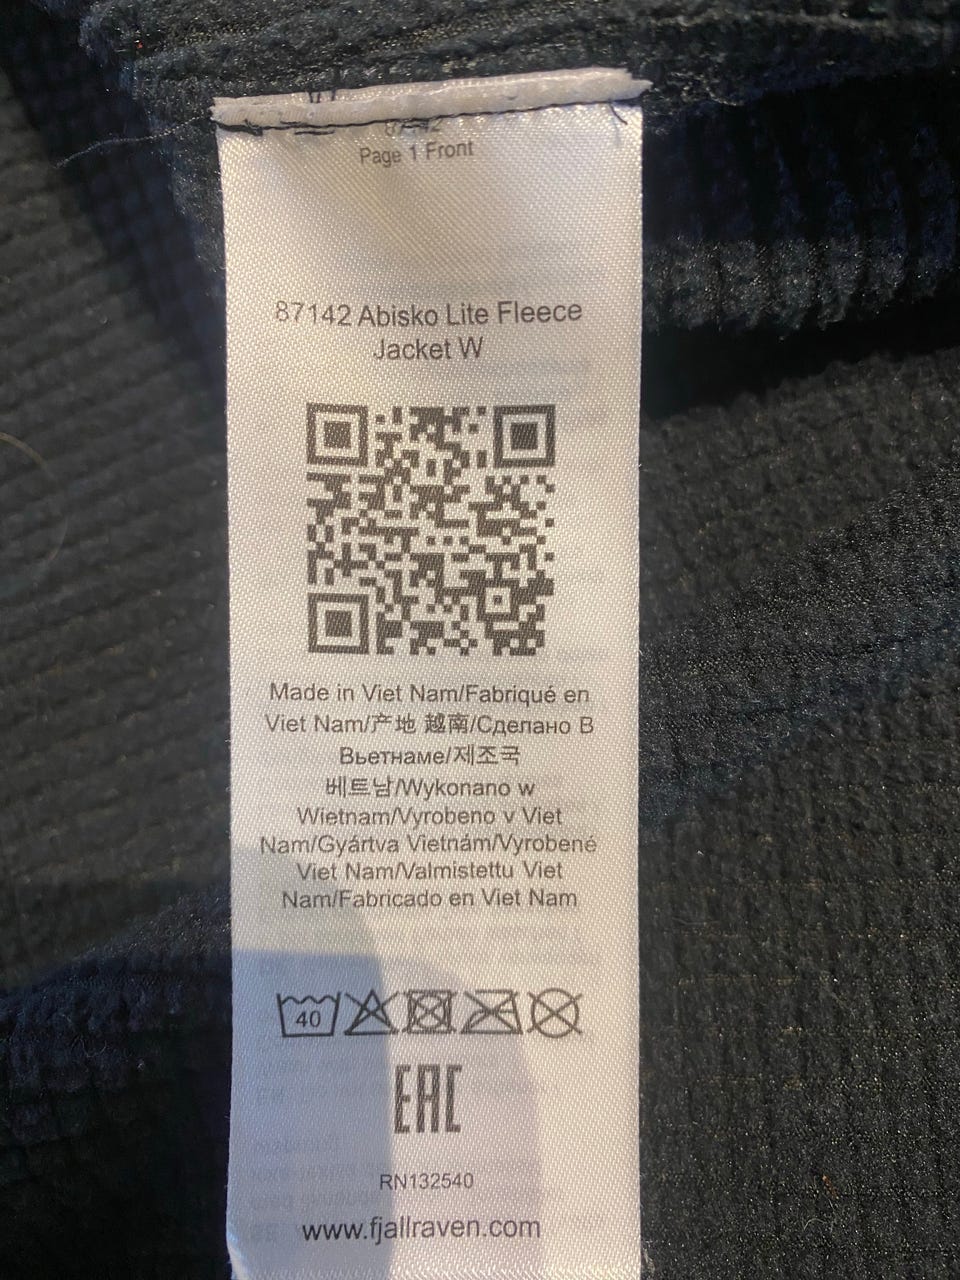 Page 1 Front
87142 Abisko Lite Fleece
Jacket W
Made in Viet Nam/Fabriqué en
Viet Nam/产地 越南/Сделано В
Вьетнаме/제조국
베트남/Wykonano w
Wietnam/Vyrobeno v Viet
Nam/Gyártva Vietnám/Vyrobené
Viet Nam/Valmistettu Viet
Nam/Fabricado en Viet Nam
40
EAC
RN132540
www.fjallraven.com